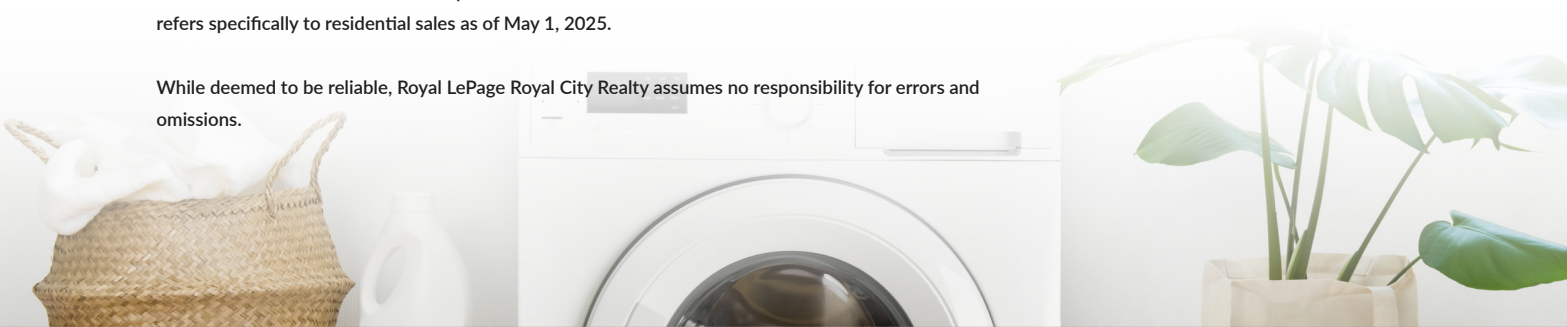 refers specifically to residential sales as of May 1, 2025.
While deemed to be reliable, Royal LePage Royal City Realty assumes no responsibility for errors and
omissions.